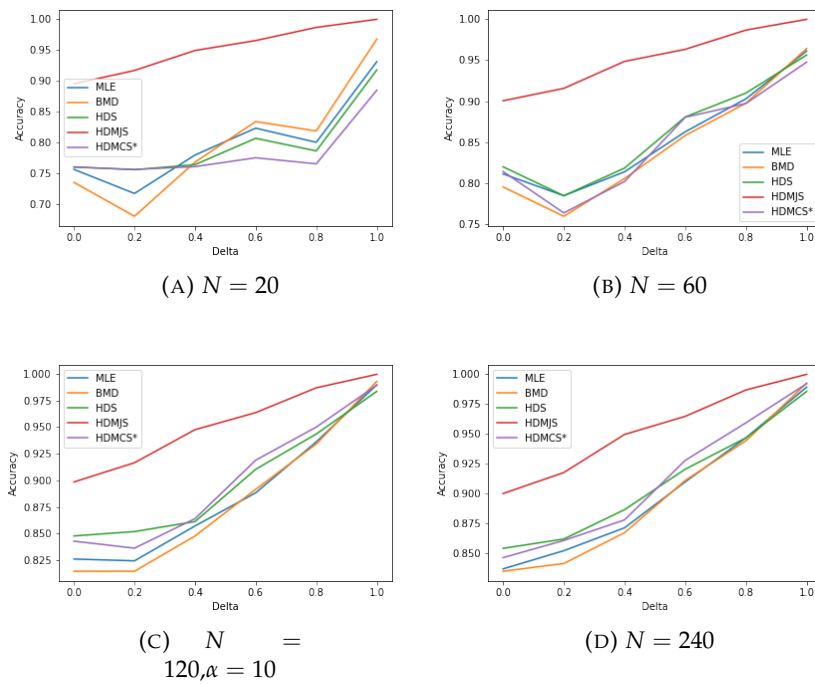 1.00
0.95
0.90
0.85
0.80
0.75
0.70
Accuracy
MLE
BMD
HDS
HDMJS
HDMCS*
0.0 0.2 0.4 0.6 0.8 1.0
Delta
(A) N = 20
1.00
0.95
0.90
0.85
0.80
0.75
Accuracy
MLE
BMD
HDS
HDMJS
HDMCS*
0.0 0.2 0.4 0.6 0.8 1.0
Delta
(B) N = 60
1.000
0.975
0.950
0.925
0.900
0.875
0.850
0.825
Accuracy
MLE
BMD
HDS
HDMJS
HDMCS*
0.0 0.2 0.4 0.6 0.8 1.0
Delta
(C) N =
120,α = 10
1.000
0.975
0.950
0.925
0.900
0.875
0.850
Accuracy
MLE
BMD
HDS
HDMJS
HDMCS*
0.0 0.2 0.4 0.6 0.8 1.0
Delta
(D) N = 240